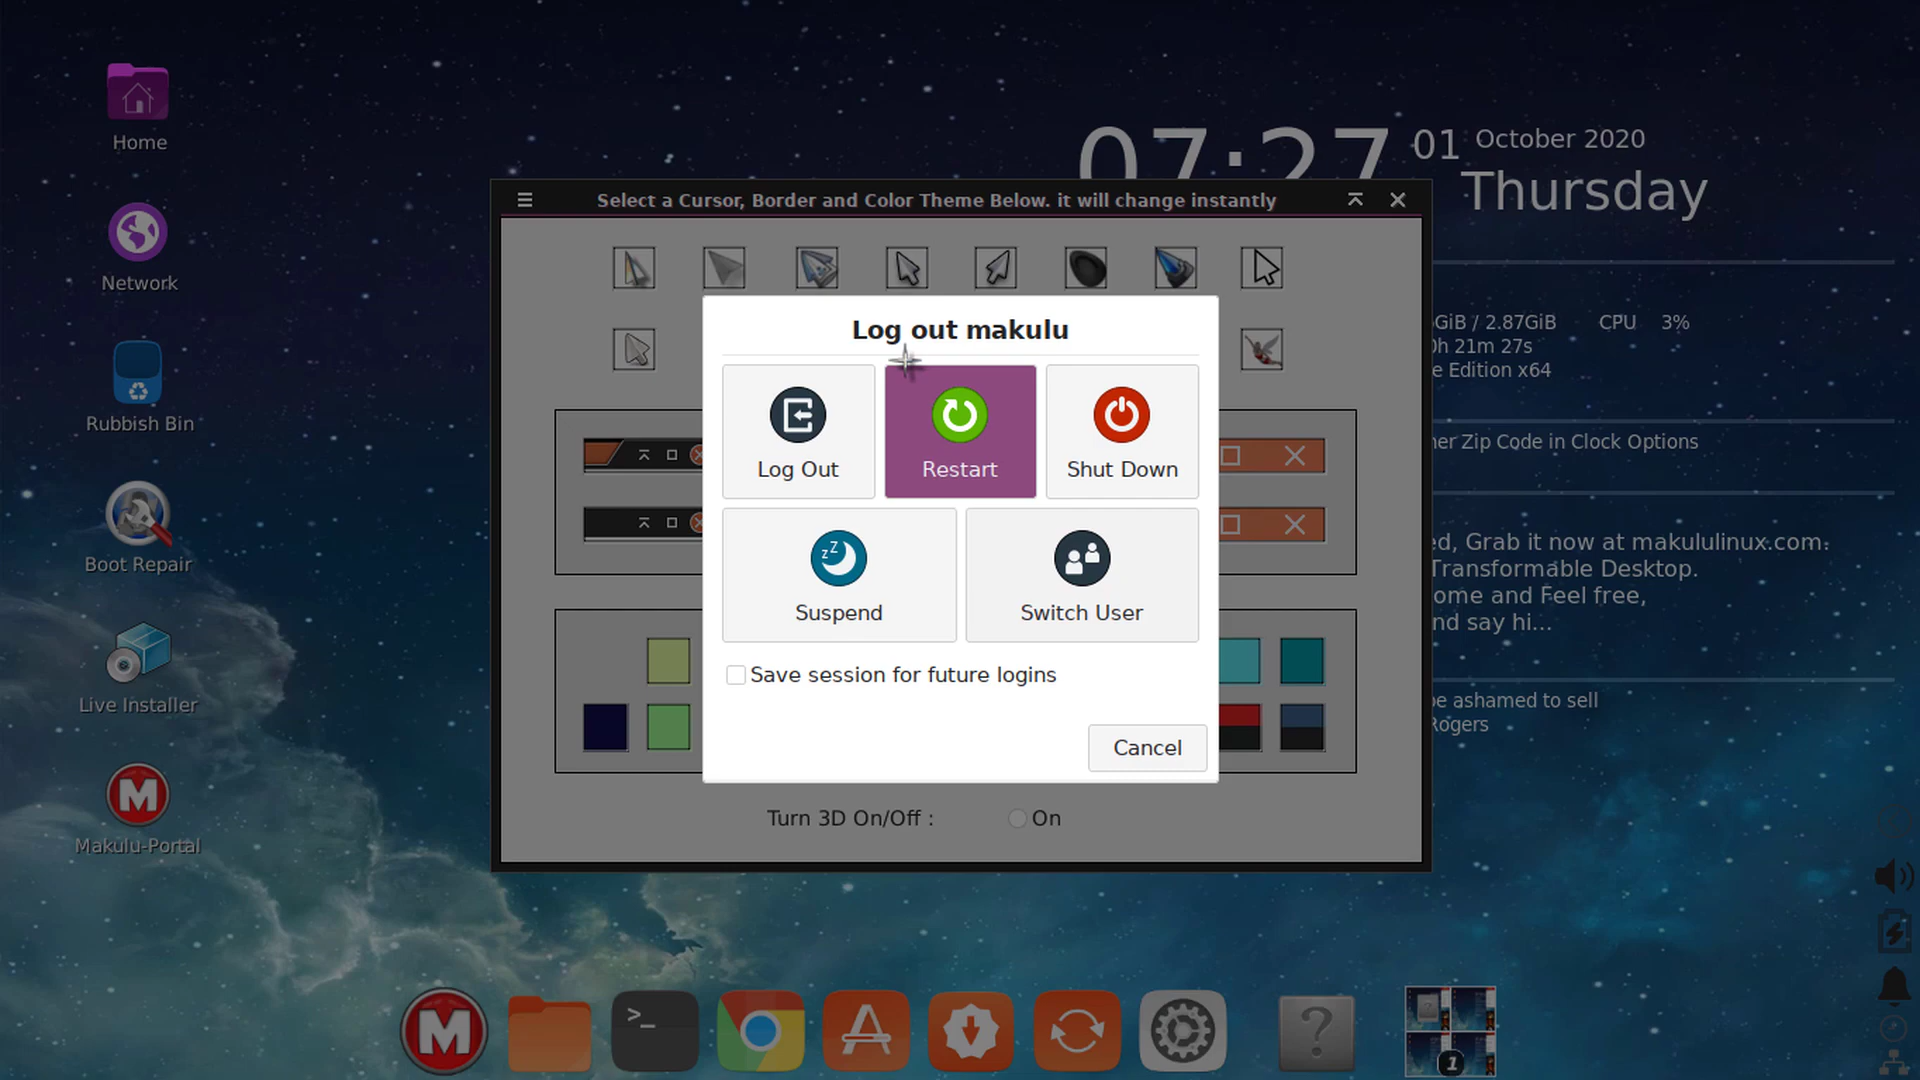 Home
Network
Rubbish Bin
Boot Repair
Live Installer
Makulu-Portal
07:27
01
October 2020
Thursday
Select a Cursor, Border and Color Theme Below. it will change instantly
GiB / 2.87GiB CPU 3%
h 21m 27s
e Edition x64
Zip Code in Clock Options
ed, Grab it now at makululinux.com.
Transformable Desktop.
ome and Feel free,
nd say hi...
be ashamed to sell
Rogers
Log out makulu
Log Out
Restart
Shut Down
Suspend
Switch User
Save session for future logins
Cancel
Turn 3D On/Off :
On
M
M
>_
?
1